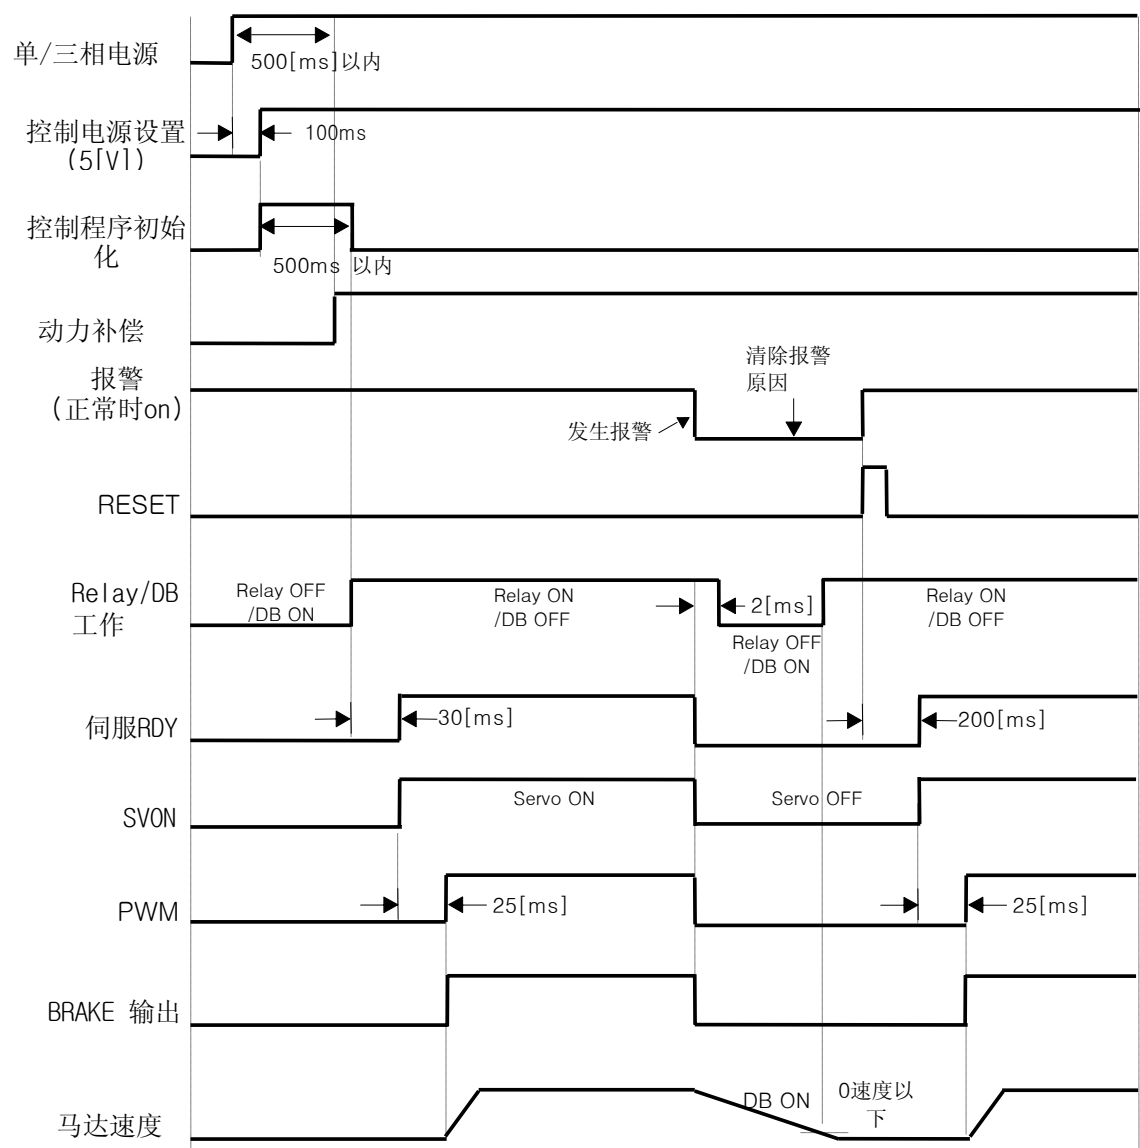 单/三相电源
500[ms]以内
控制电源设置
(5[V])
100ms
控制程序初始
化
500ms 以内
动力补偿
报警
(正常时on)
清除报警
原因
发生报警
RESET
Relay/DB
工作
Relay OFF
/DB ON
Relay ON
/DB OFF
2[ms]
Relay OFF
/DB ON
Relay ON
/DB OFF
伺服RDY
30[ms]
200[ms]
SVON
Servo ON
Servo OFF
PWM
25[ms]
25[ms]
BRAKE 输出
马达速度
DB ON
0速度以
下